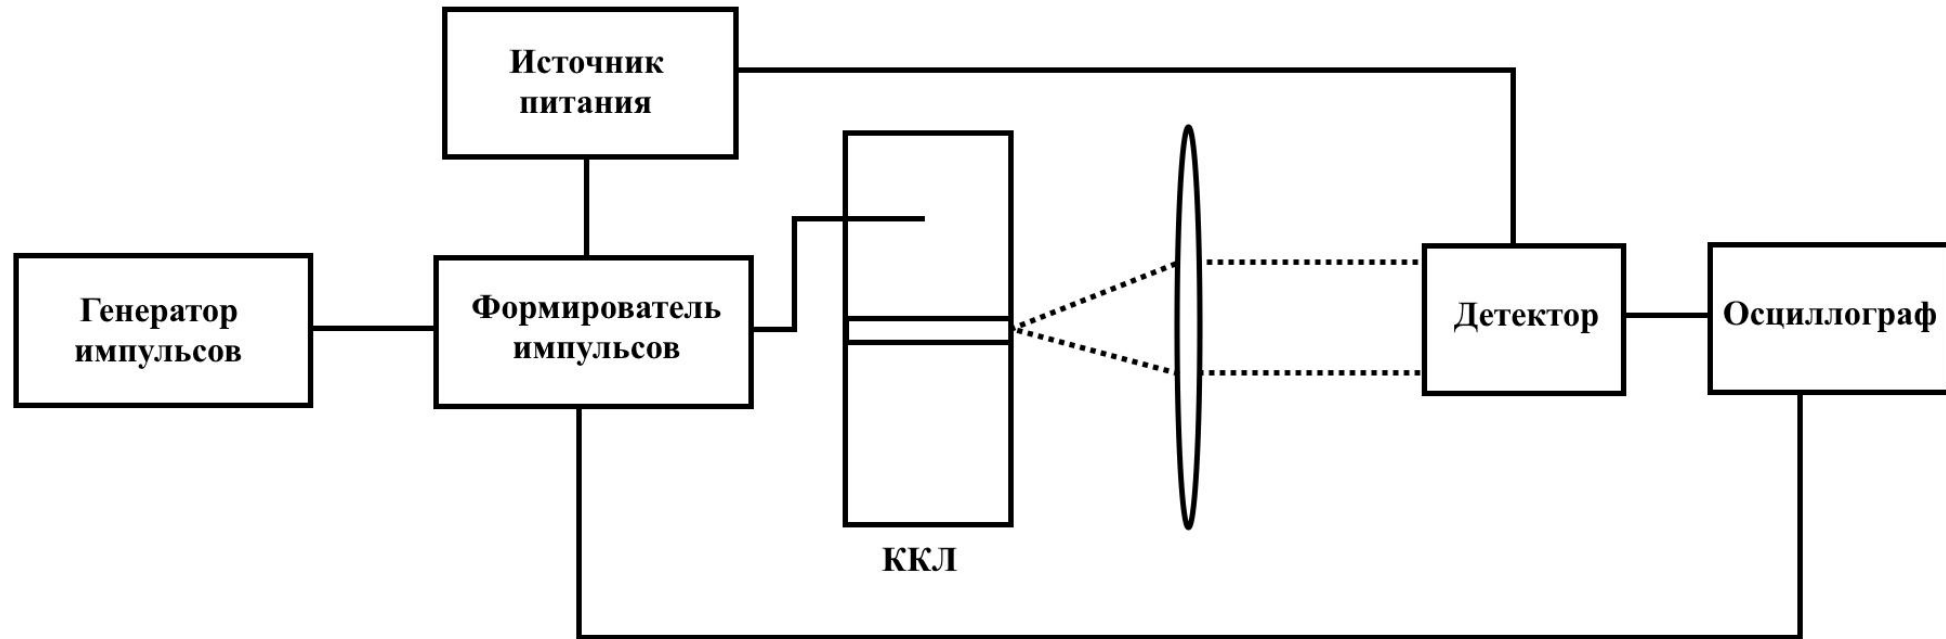 Источник
питания
Генератор
импульсов
Формирователь
импульсов
Детектор
Осциллограф
ККЛ